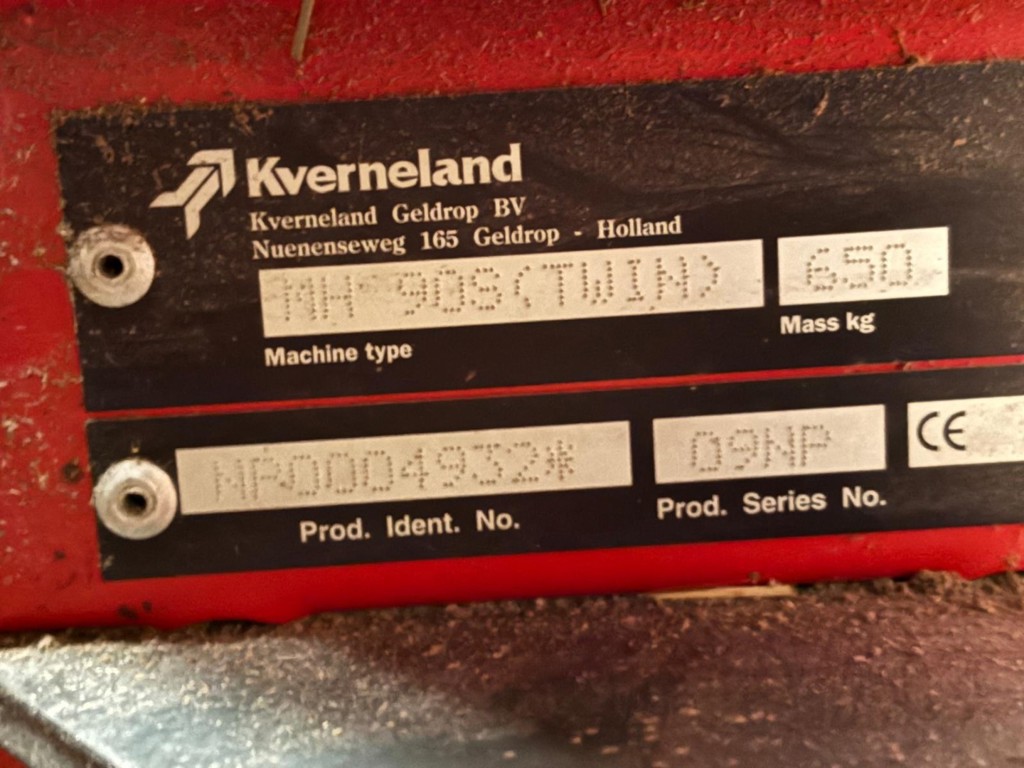 Kverneland
Kverneland Geldrop BV
Nuenenseweg 165 Geldrop - Holland
MH 90S(TWIN) 650
Machine type Mass kg
NR0004932* 09NP CE
Prod. Ident. No. Prod. Series No.